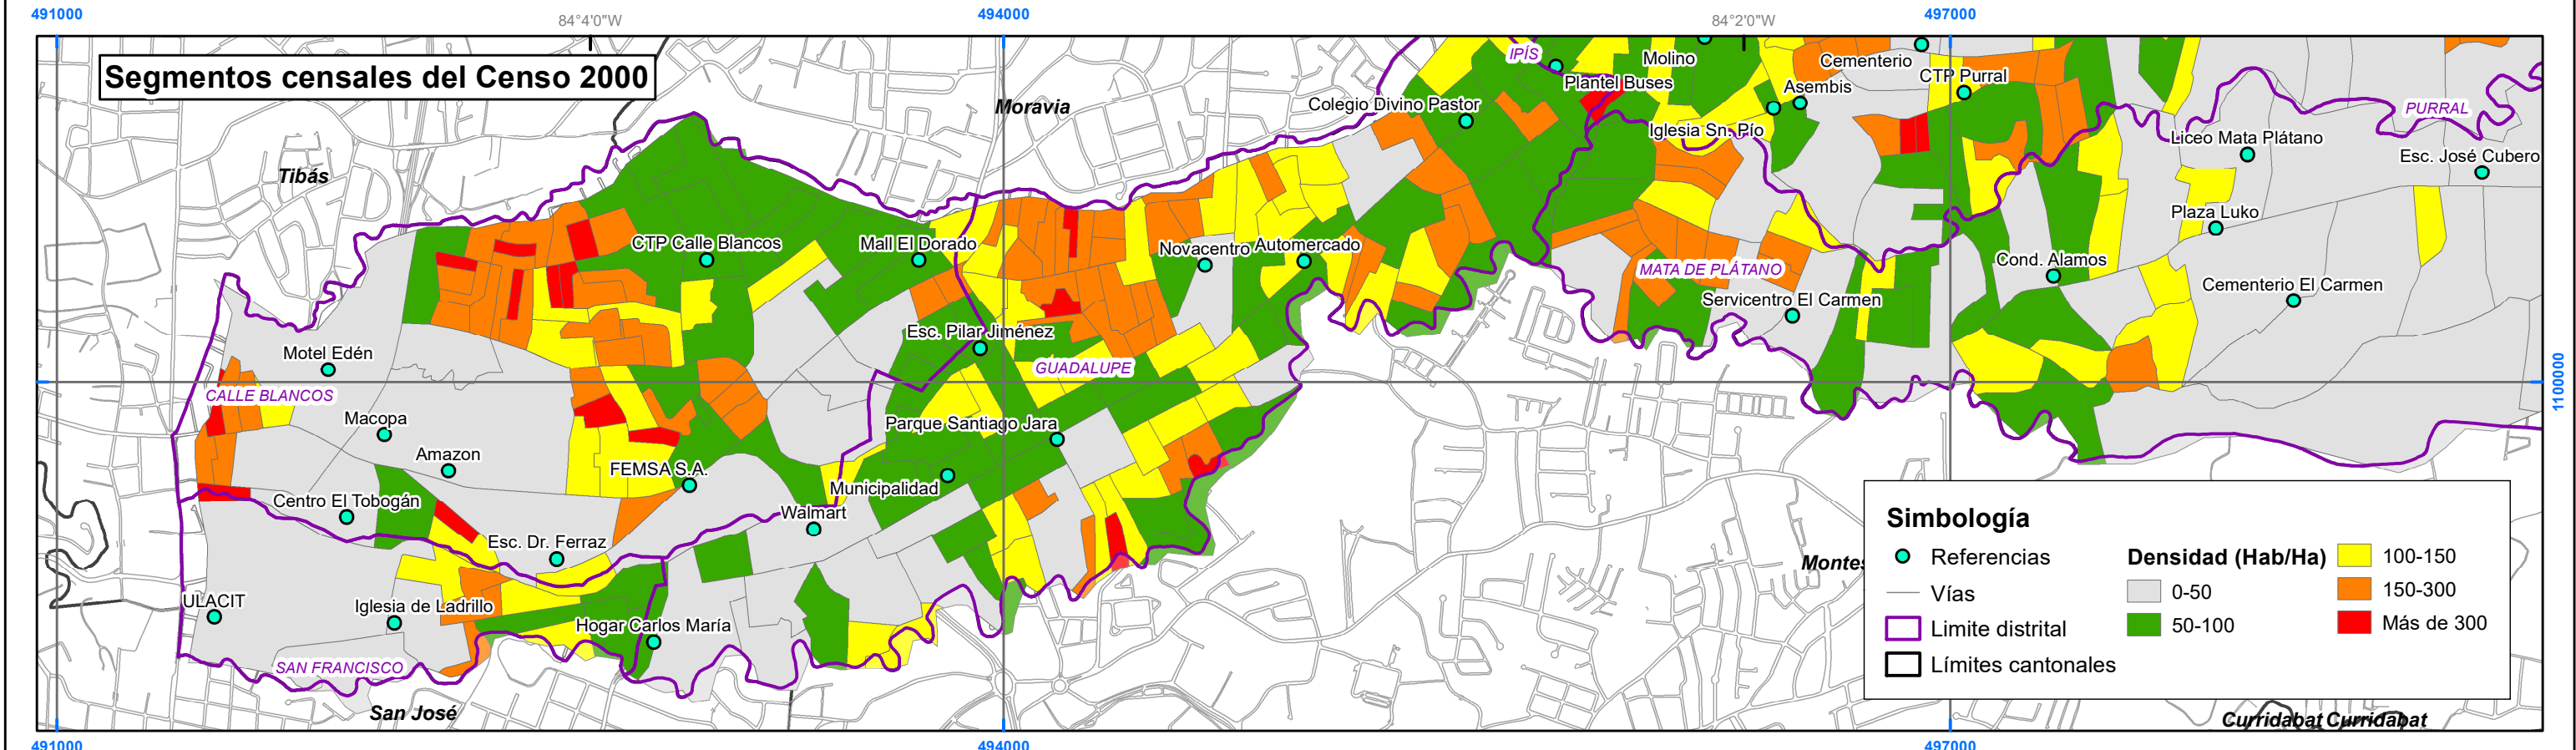 491000
84°4'0"W
494000
84°2'0"W
497000
Segmentos censales del Censo 2000
IPÍS
Molino
Cementerio
Plantel Buses
CTP Purral
Asembis
Moravia
Colegio Divino Pastor
PURRAL
Iglesia Sn. Pío
Liceo Mata Plátano
Esc. José Cubero
Tibás
Plaza Luko
CTP Calle Blancos
Mall El Dorado
Novacentro
Automercado
Cond. Alamos
MATA DE PLÁTANO
Cementerio El Carmen
Servicentro El Carmen
Esc. Pilar Jiménez
Motel Edén
GUADALUPE
CALLE BLANCOS
1100000
Macopa
Parque Santiago Jara
Amazon
FEMSA S.A.
Municipalidad
Centro El Tobogán
Walmart
Esc. Dr. Ferraz
Montes
ULACIT
Iglesia de Ladrillo
Hogar Carlos María
SAN FRANCISCO
San José
Simbología
Referencias
Vías
Limite distrital
Límites cantonales
Densidad (Hab/Ha)
0-50
50-100
100-150
150-300
Más de 300
Curridabat Curridabat
491000
494000
497000